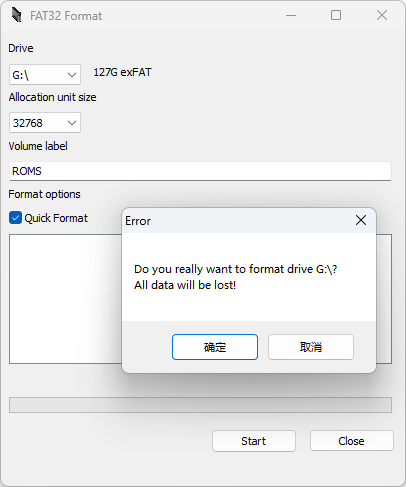 FAT32 Format
Drive
G:\
127G exFAT
Allocation unit size
32768
Volume label
ROMS
Format options
Quick Format
Error
Do you really want to format drive G:\?
All data will be lost!
确定
取消
Start
Close